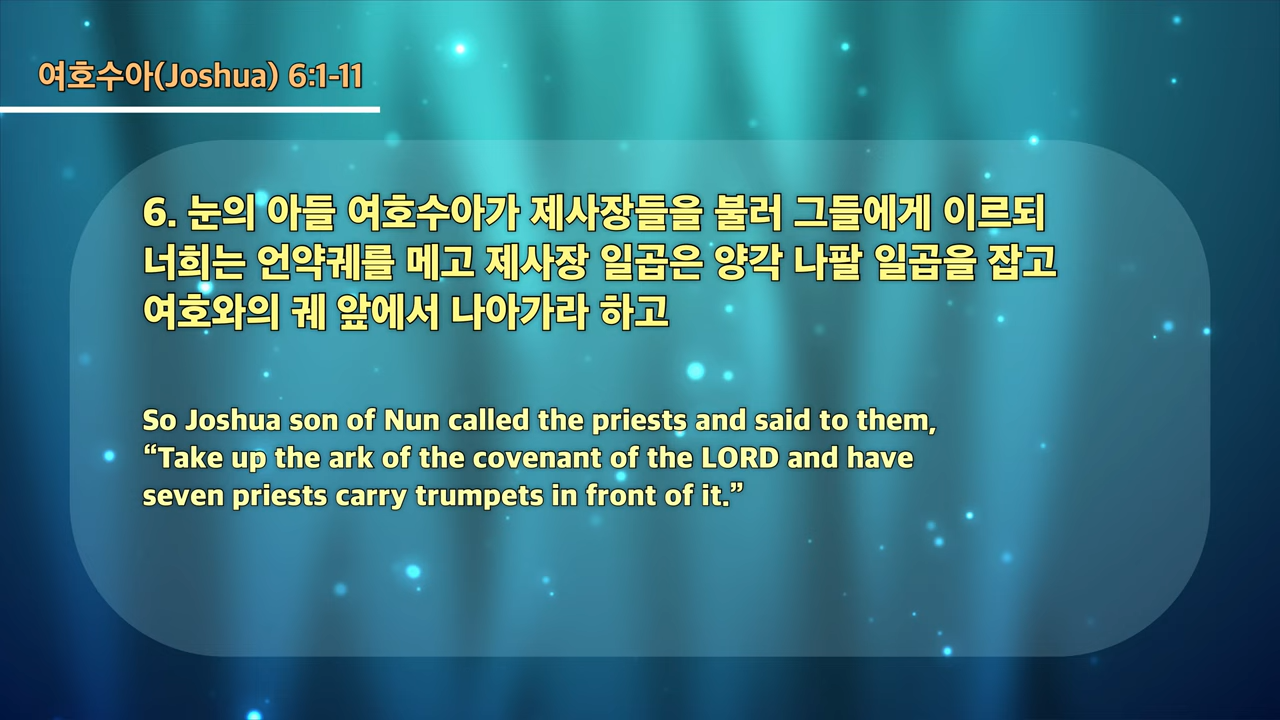 여호수아(Joshua) 6:1-11
6. 눈의 아들 여호수아가 제사장들을 불러 그들에게 이르되
너희는 언약궤를 메고 제사장 일곱은 양각 나팔 일곱을 잡고
여호와의 궤 앞에서 나아가라 하고
So Joshua son of Nun called the priests and said to them,
“Take up the ark of the covenant of the LORD and have
seven priests carry trumpets in front of it.”